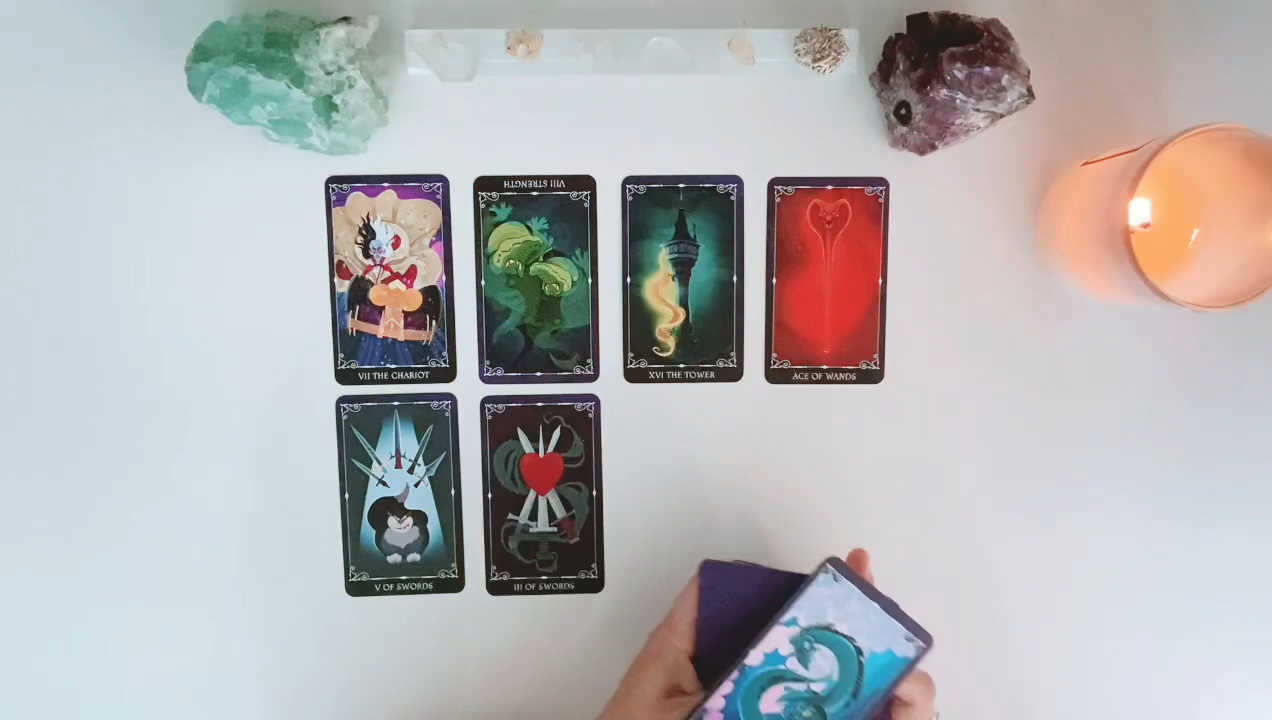 VII THE CHARIOT
VIII STRENGTH
XVI THE TOWER
ACE OF WANDS
V OF SWORDS
III OF SWORDS